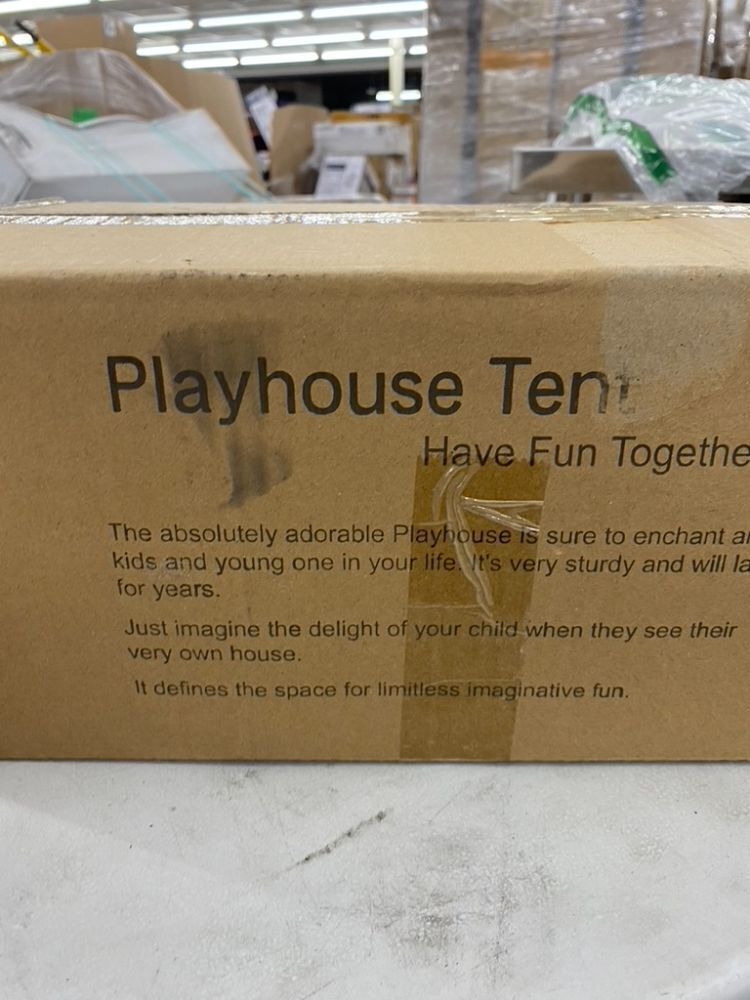 Playhouse Tent
Have Fun Togethe
The absolutely adorable Playhouse is sure to enchant
kids and young one in your life. It's very sturdy and will
for years.
Just imagine the delight of your child when they see their
very own house.
It defines the space for limitless imaginative fun.